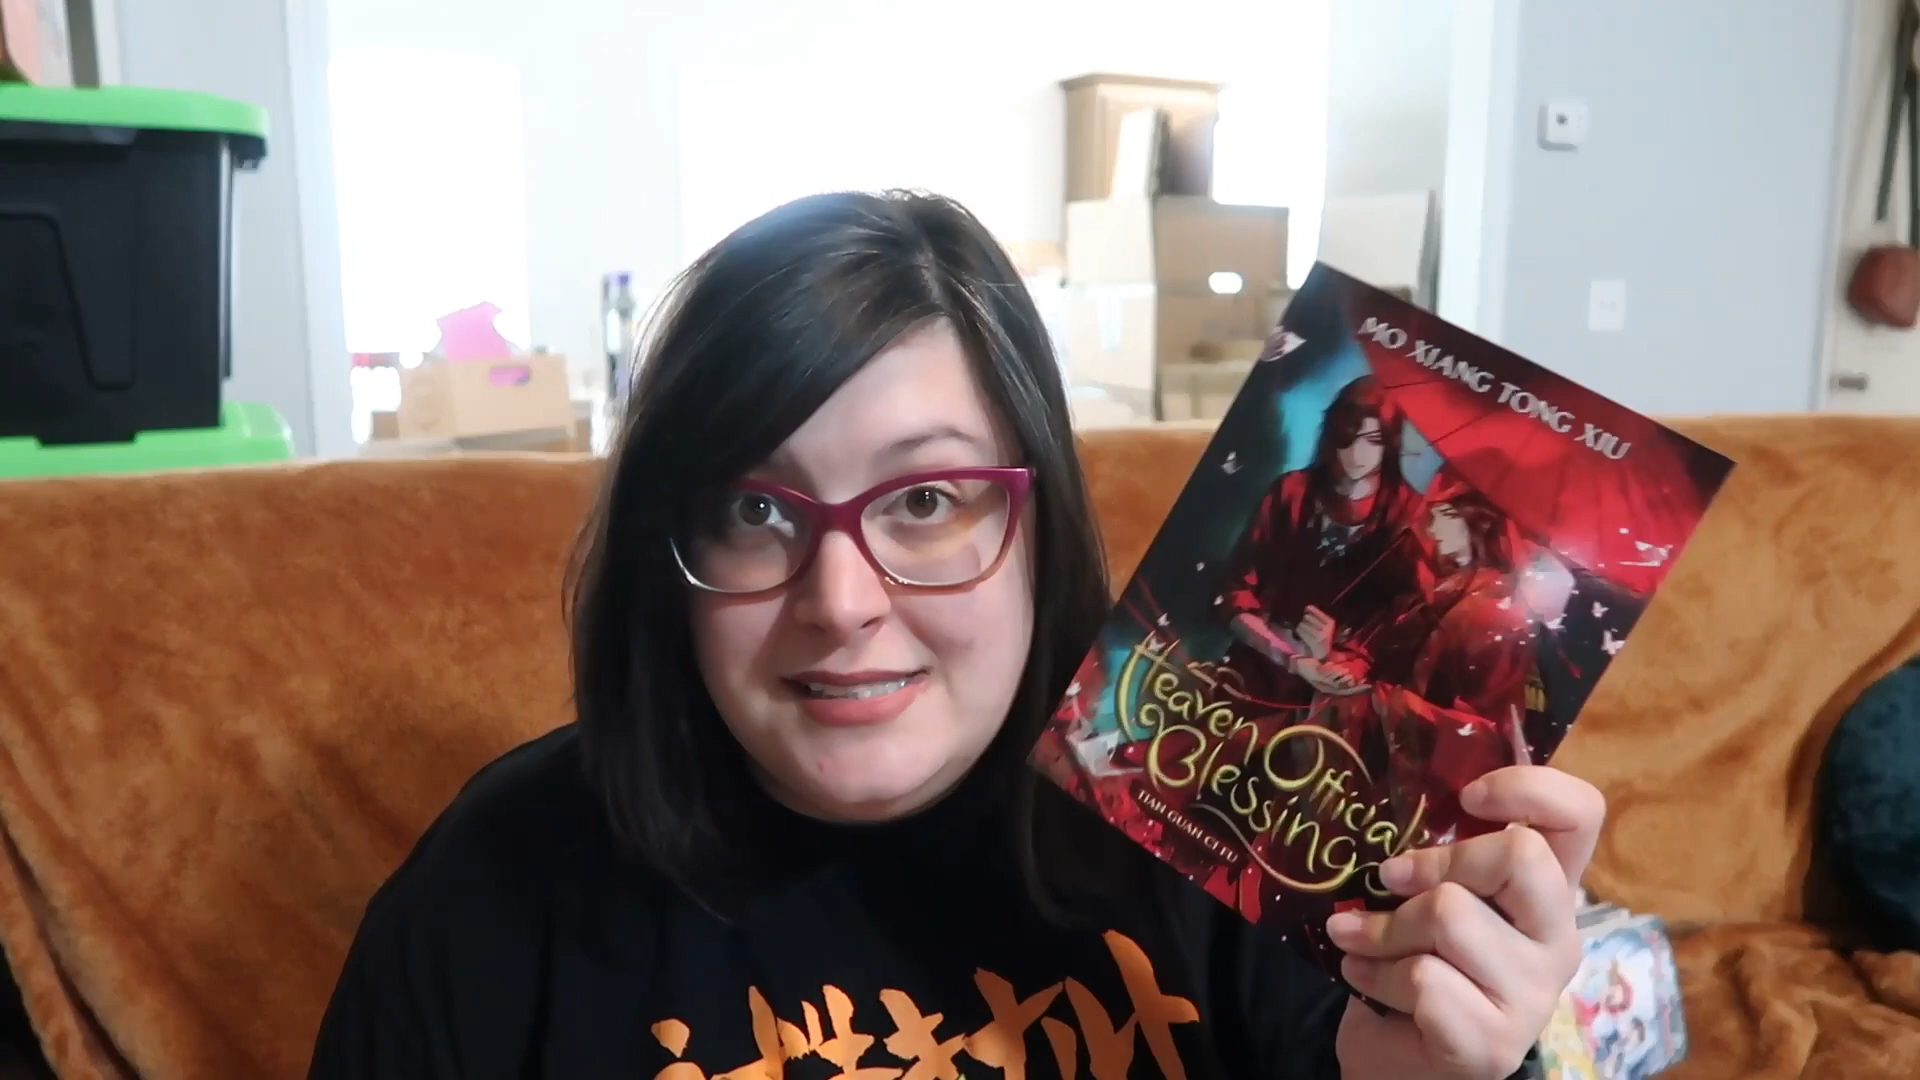 MO XIANG TONG XIU
Heaven Official's
Blessing
TIAN GUAN CI FU